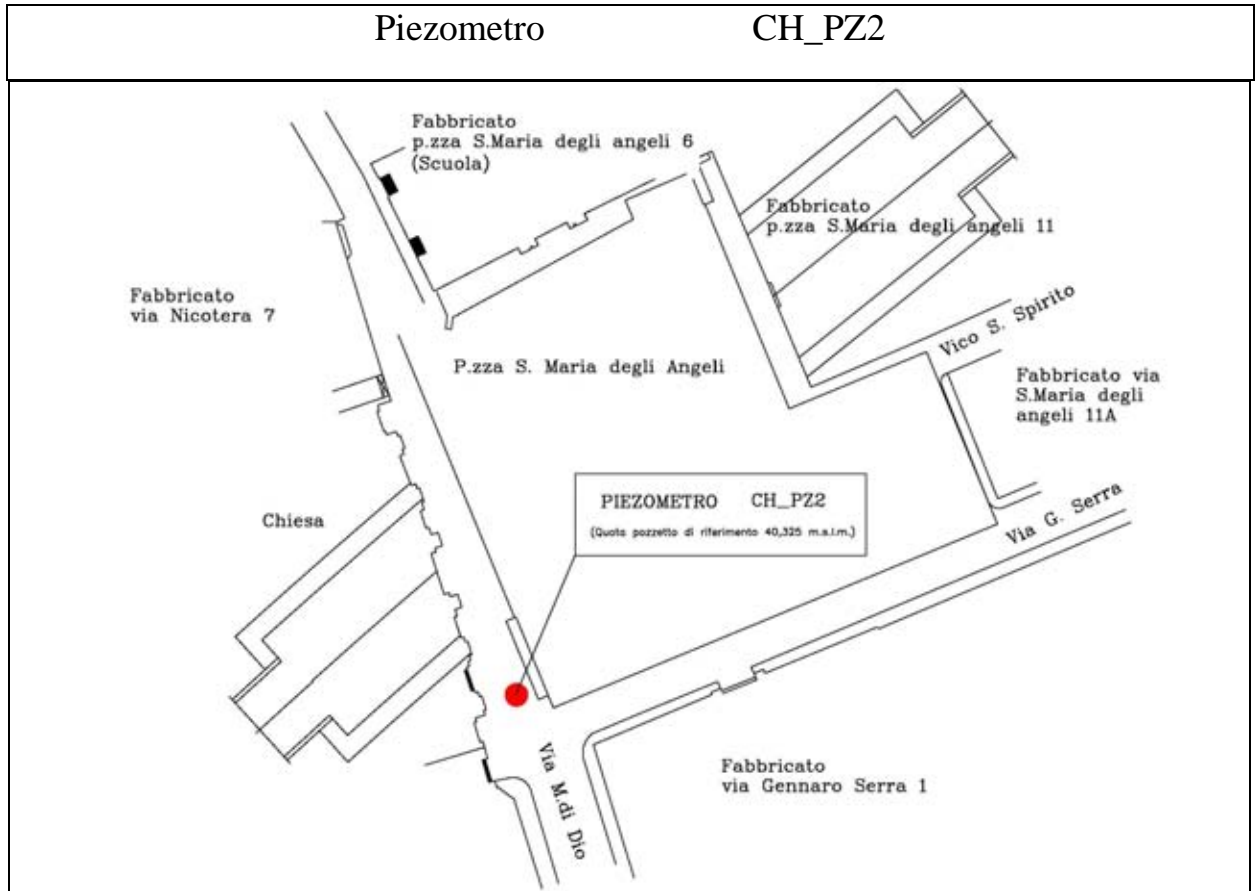 Piezometro CH_PZ2
Fabbricato
p.zza S.Maria degli angeli 6
(Scuola)
Fabbricato
p.zza S.Maria degli angeli 11
Fabbricato
via Nicotera 7
Vico S. Spirito
P.zza S. Maria degli Angeli
Fabbricato via
S.Maria degli
angeli 11A
PIEZOMETRO CH_PZ2
(Quota pozzetto di riferimento 40,325 m.s.l.m.)
Chiesa
Via G. Serra
Via M.di Dio
Fabbricato
via Gennaro Serra 1